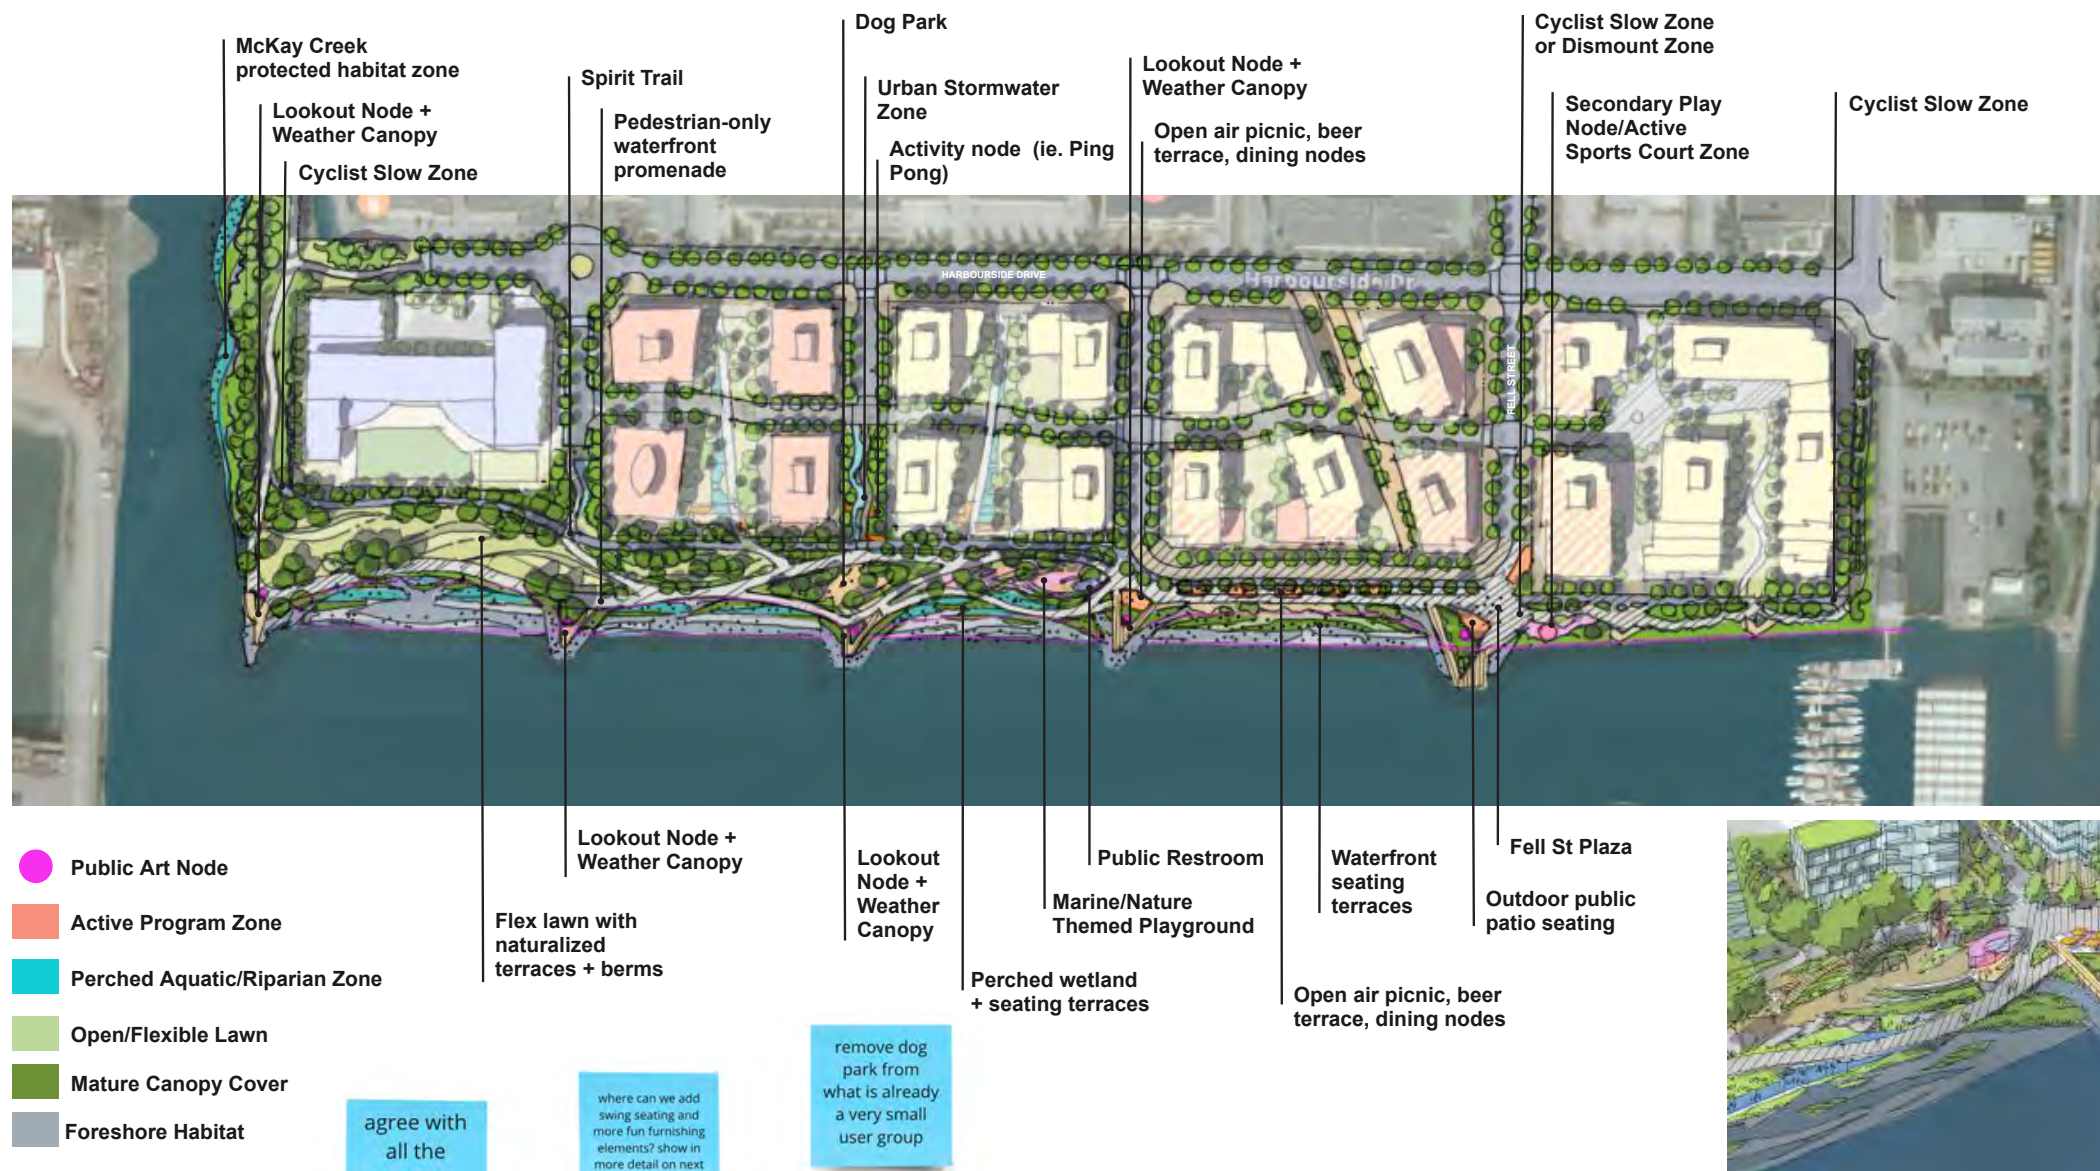 McKay Creek
protected habitat zone
Lookout Node +
Weather Canopy
Cyclist Slow Zone
Spirit Trail
Pedestrian-only
waterfront
promenade
Dog Park
Urban Stormwater
Zone
Activity node (ie. Ping
Pong)
Lookout Node +
Weather Canopy
Open air picnic, beer
terrace, dining nodes
Cyclist Slow Zone
or Dismount Zone
Secondary Play
Node/Active
Sports Court Zone
Cyclist Slow Zone
HARBOURSIDE DRIVE
Harbourside Dr
FELL STREET
Lookout Node +
Weather Canopy
Flex lawn with
naturalized
terraces + berms
Lookout
Node +
Weather
Canopy
Perched wetland
+ seating terraces
Marine/Nature
Themed Playground
Public Restroom
Open air picnic, beer
terrace, dining nodes
Waterfront
seating
terraces
Outdoor public
patio seating
Fell St Plaza
Public Art Node
Active Program Zone
Perched Aquatic/Riparian Zone
Open/Flexible Lawn
Mature Canopy Cover
Foreshore Habitat
agree with
all the
where can we add
swing seating and
more fun furnishing
elements? show in
more detail on next
remove dog
park from
what is already
a very small
user group